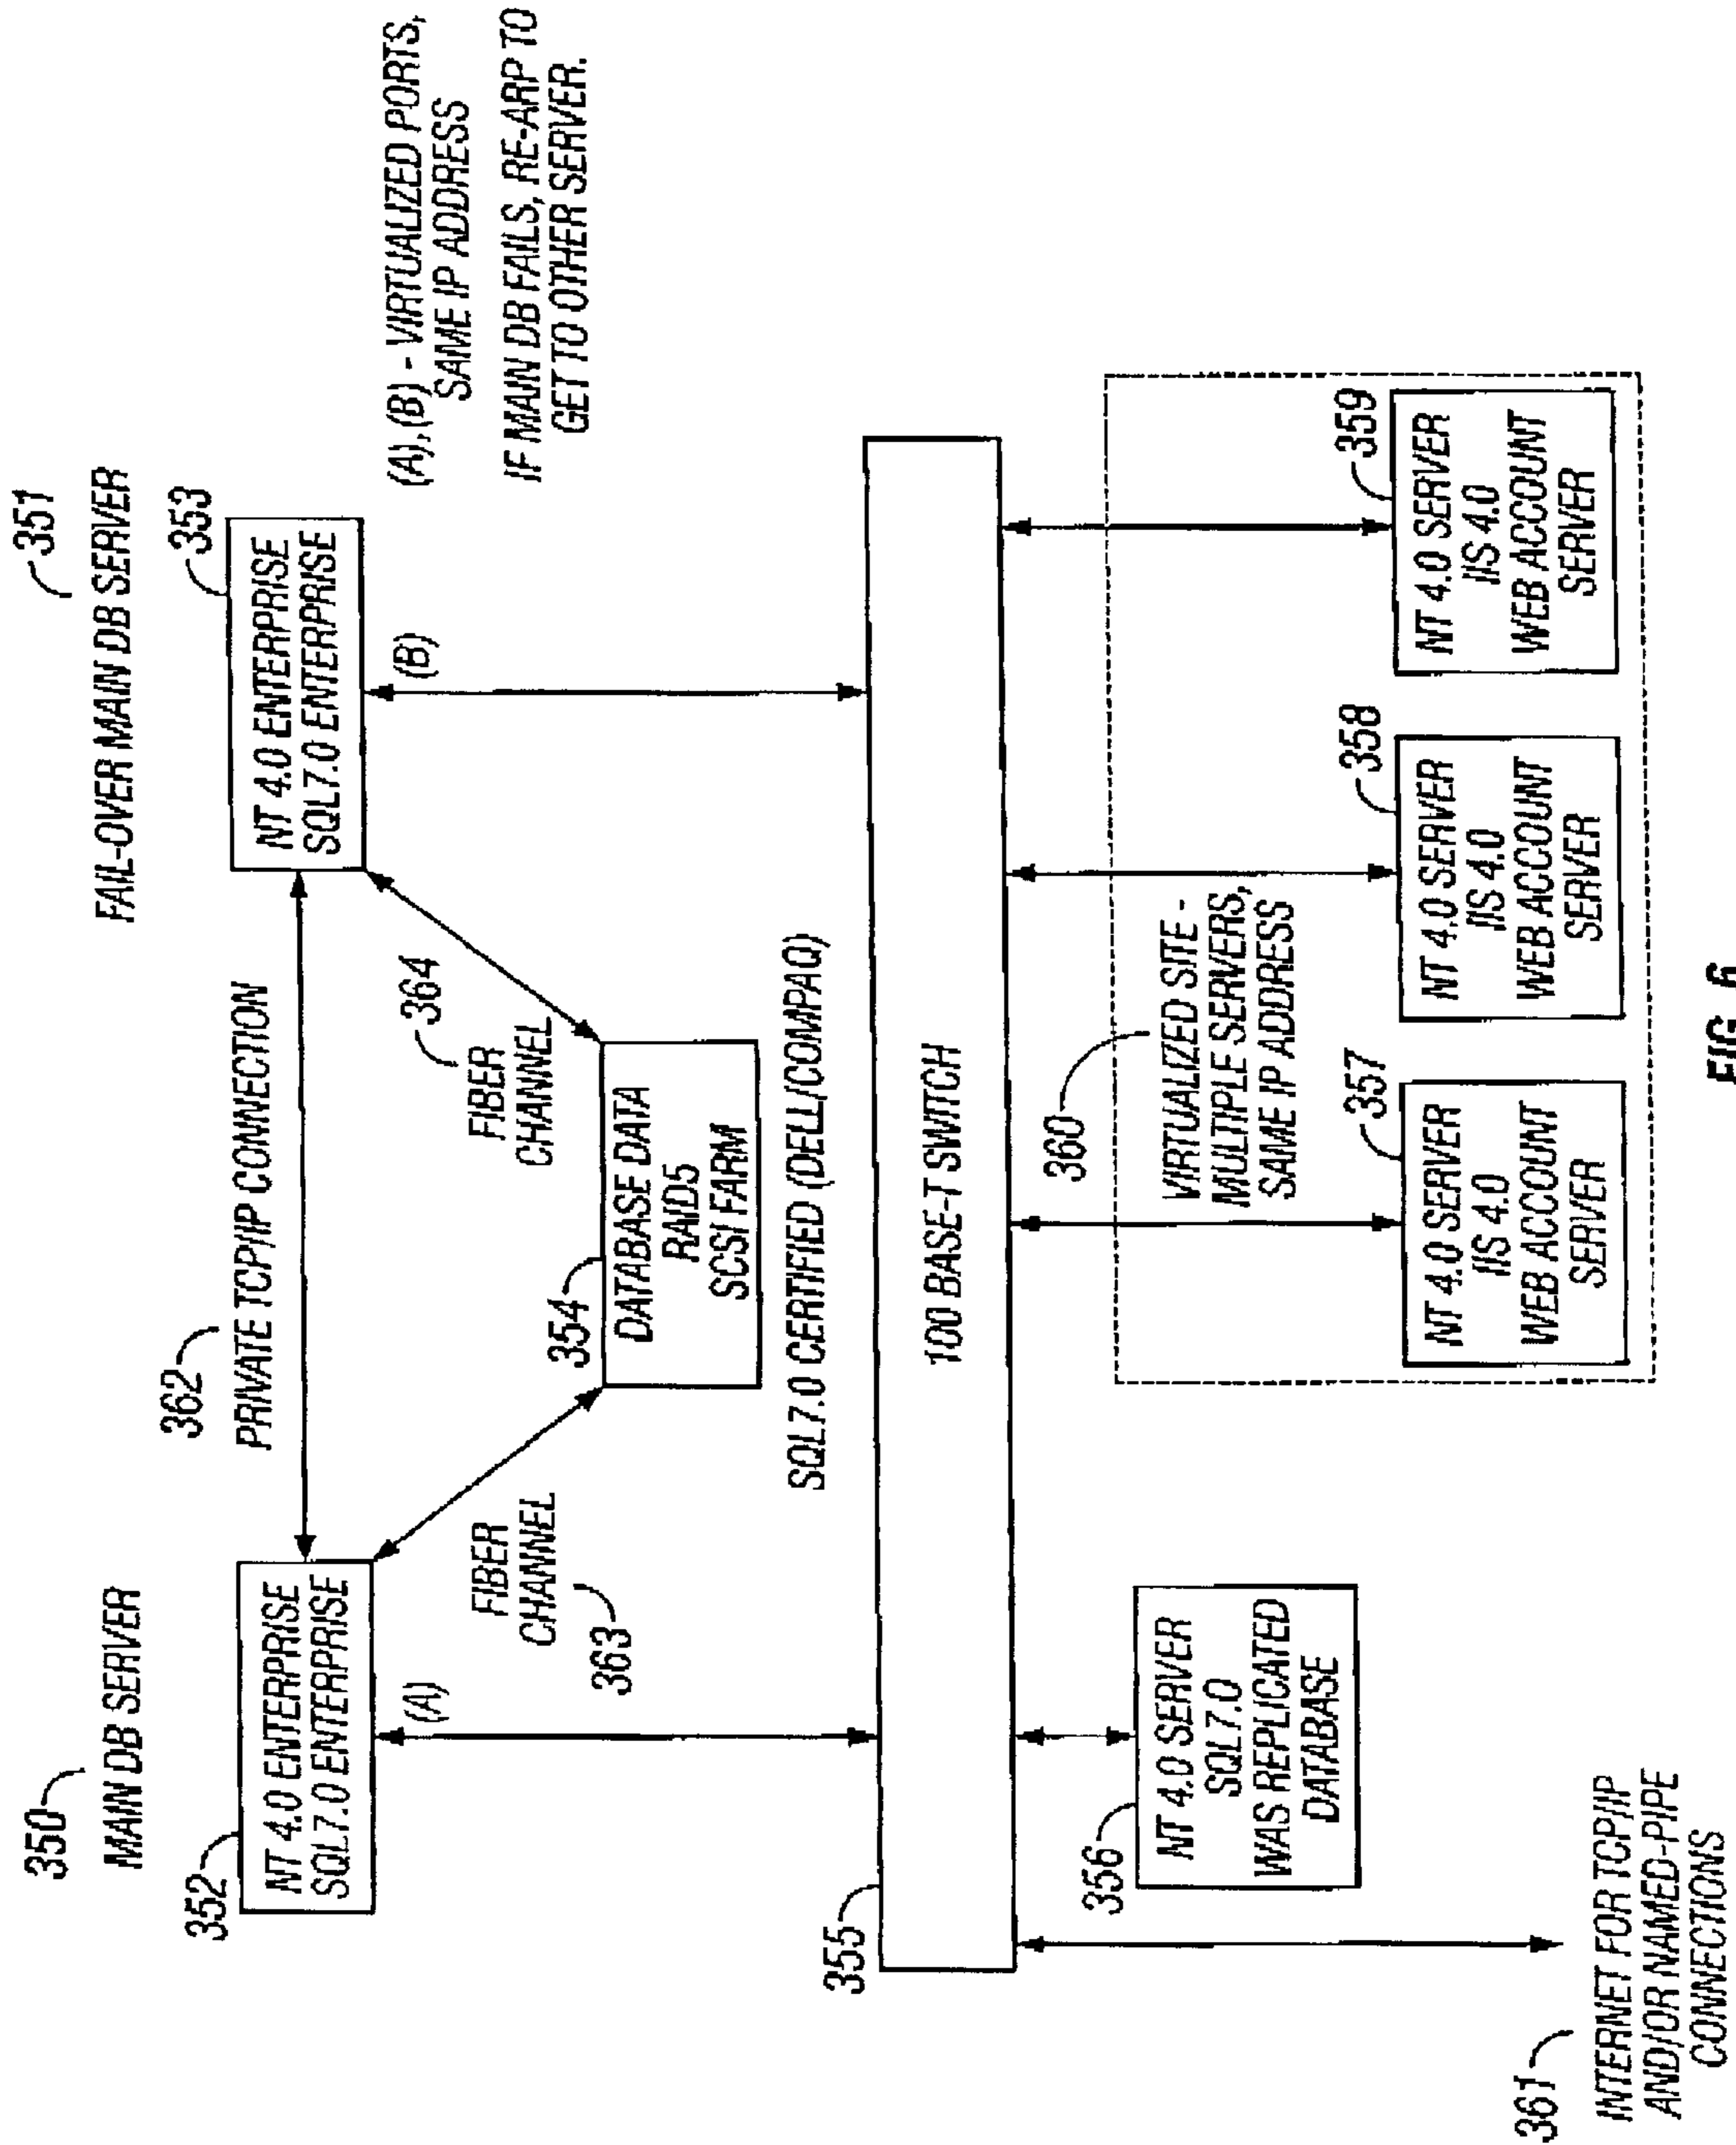 350
MAIN DB SERVER
352
NT 4.0 ENTERPRISE
SQL7.0 ENTERPRISE
362
PRIVATE TCP/IP CONNECTION
351
FAIL-OVER MAIN DB SERVER
353
NT 4.0 ENTERPRISE
SQL7.0 ENTERPRISE
(A)
FIBER
CHANNEL
363
354
DATABASE DATA
RAID5
SCSI FARM
FIBER
CHANNEL
364
(B)
(A),(B) - VIRTUALIZED PORTS,
SAME IP ADDRESS
IF MAIN DB FAILS, RE-ARP TO
GET TO OTHER SERVER.
SQL7.0 CERTIFIED (DELL/COMPAQ)
355
100 BASE-T SWITCH
356
NT 4.0 SERVER
SQL7.0
WAS REPLICATED
DATABASE
360
VIRTUALIZED SITE -
MULTIPLE SERVERS,
SAME IP ADDRESS
357
NT 4.0 SERVER
IIS 4.0
WEB ACCOUNT
SERVER
358
NT 4.0 SERVER
IIS 4.0
WEB ACCOUNT
SERVER
359
NT 4.0 SERVER
IIS 4.0
WEB ACCOUNT
SERVER
361
INTERNET FOR TCP/IP
AND/OR NAMED-PIPE
CONNECTIONS
FIG. 6